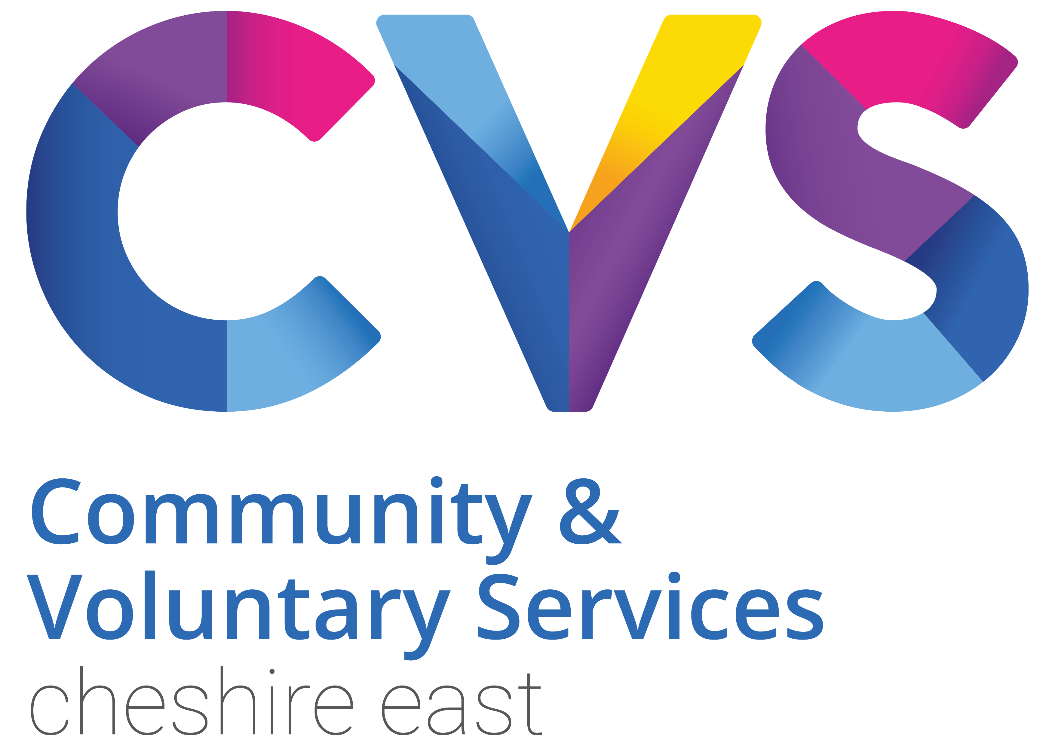 CVS
Community &
Voluntary Services
cheshire east